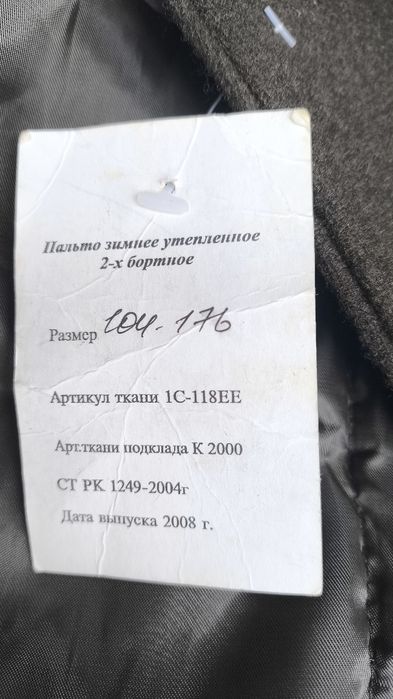 Пальто зимнее утепленное
2-х бортное
Размер 104-176
Артикул ткани 1С-118ЕЕ
Арт.ткани подклада К 2000
СТ РК 1249-2004г
Дата выпуска 2008 г.